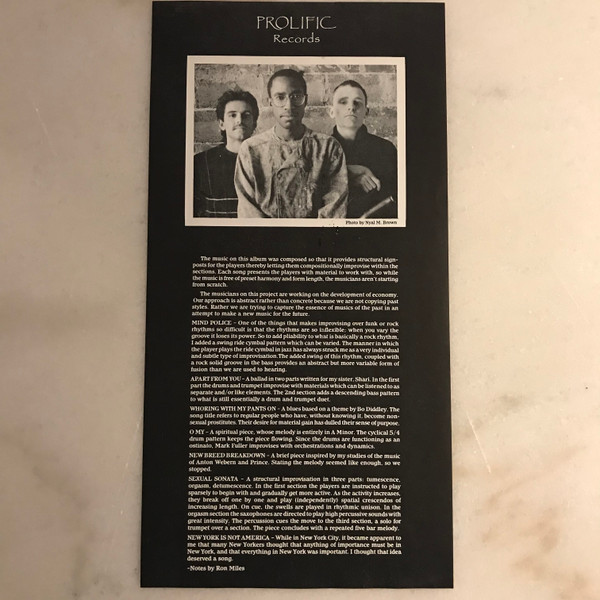 PROLIFIC
Records
Photo by Nyal M. Brown
The music on this album was composed so that it provides structural sign-
posts for the players thereby letting them compositionally improvise within the
sections. Each song presents the players with material to work with, so while
the music is free of preset harmony and form length, the musicians aren't starting
from scratch.
The musicians on this project are working on the development of economy.
Our approach is abstract rather than concrete because we are not copying past
styles. Rather we are trying to capture the essence of musics of the past in an
attempt to make a new music for the future.
MIND POLICE – One of the things that makes improvising over funk or rock
rhythms so difficult is that the rhythms are so inflexible; when you vary the
groove it loses its power. So to add pliability to what is basically a rock rhythm,
I added a swing ride cymbal pattern which can be varied. The manner in which
the player plays the ride cymbal in jazz has always struck me as a very individual
and subtle type of improvisation. The added swing of this rhythm, coupled with
a rock solid groove in the bass provides an abstract but more variable form of
fusion than we are used to hearing.
APART FROM YOU – A ballad in two parts written for my sister, Shari. In the first
part the drums and trumpet improvise with materials which can be listened to as
separate and/or like elements. The 2nd section adds a descending bass pattern
to what is still essentially a drum and trumpet duet.
WHORING WITH MY PANTS ON – A blues based on a theme by Bo Diddley. The
song title refers to regular people who have, without knowing it, become non-
sexual prostitutes. Their desire for material gain has dulled their sense of purpose.
O MY – A spiritual piece, whose melody is entirely in A Minor. The cyclical 5/4
drum pattern keeps the piece flowing. Since the drums are functioning as an
ostinato, Mark Fuller improvises with orchestrations and dynamics.
NEW BREED BREAKDOWN – A brief piece inspired by my studies of the music
of Anton Webern and Prince. Stating the melody seemed like enough, so we
stopped.
SEXUAL SONATA – A structural improvisation in three parts: tumescence,
orgasm, detumescence. In the first section the players are instructed to play
sparsely to begin with and gradually get more active. As the activity increases,
they break off one by one and play (independently) spatial crescendos of
increasing length. On cue, the swells are played in rhythmic unison. In the
orgasm section the saxophones are directed to play high percussive sounds with
great intensity. The percussion cues the move to the third section, a solo for
trumpet over a section. The piece concludes with a repeated five bar melody.
NEW YORK IS NOT AMERICA – While in New York City, it became apparent to
me that many New Yorkers thought that anything of importance must be in
New York, and that everything in New York was important. I thought that idea
deserved a song.
–Notes by Ron Miles